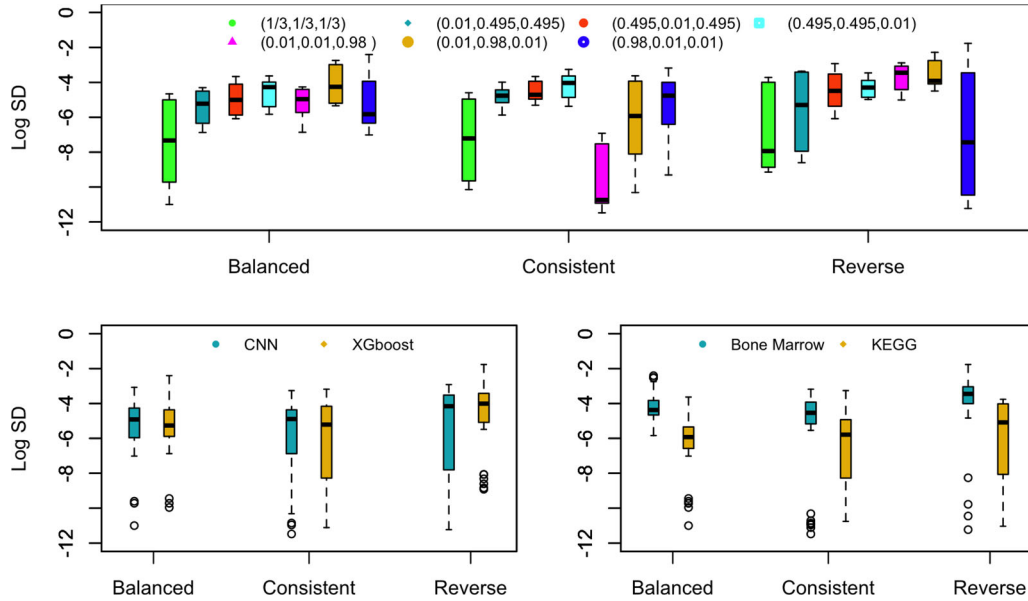 (1/3,1/3,1/3) (0.01,0.495,0.495) (0.495,0.01,0.495) (0.495,0.495,0.01)
(0.01,0.01,0.98 ) (0.01,0.98,0.01) (0.98,0.01,0.01)
Log SD
0
-2
-4
-6
-8
-12
Balanced Consistent Reverse
CNN XGboost
Log SD
0
-2
-4
-6
-8
-12
Balanced Consistent Reverse
Bone Marrow KEGG
0
-2
-4
-6
-8
-12
Balanced Consistent Reverse